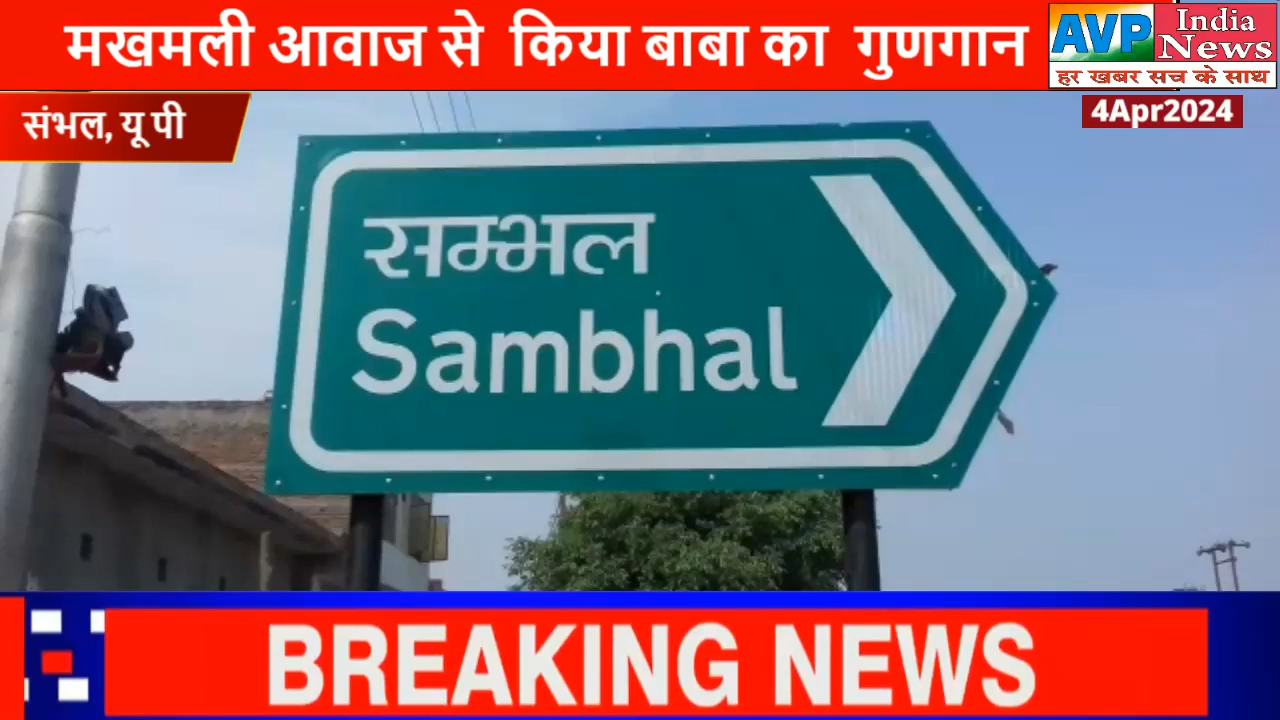 मखमली आवाज से किया बाबा का गुणगान
AVP India News
हर खबर सच के साथ
संभल, यू पी
4Apr2024
सम्भल
Sambhal
BREAKING NEWS